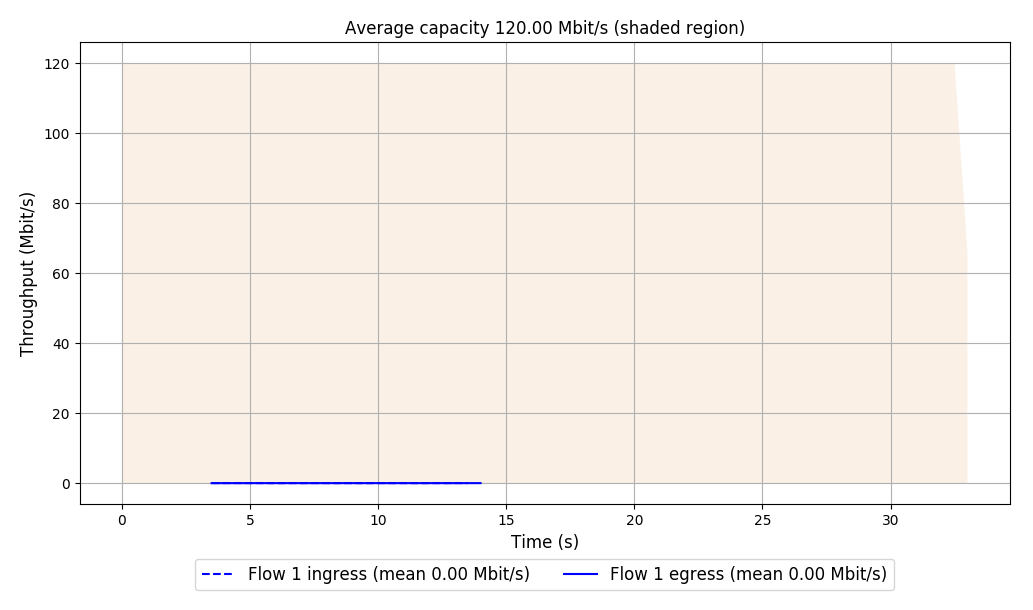 Average capacity 120.00 Mbit/s (shaded region)
Throughput (Mbit/s)
120
100
80
60
40
20
0
0 5 10 15 20 25 30
Time (s)
Flow 1 ingress (mean 0.00 Mbit/s) Flow 1 egress (mean 0.00 Mbit/s)